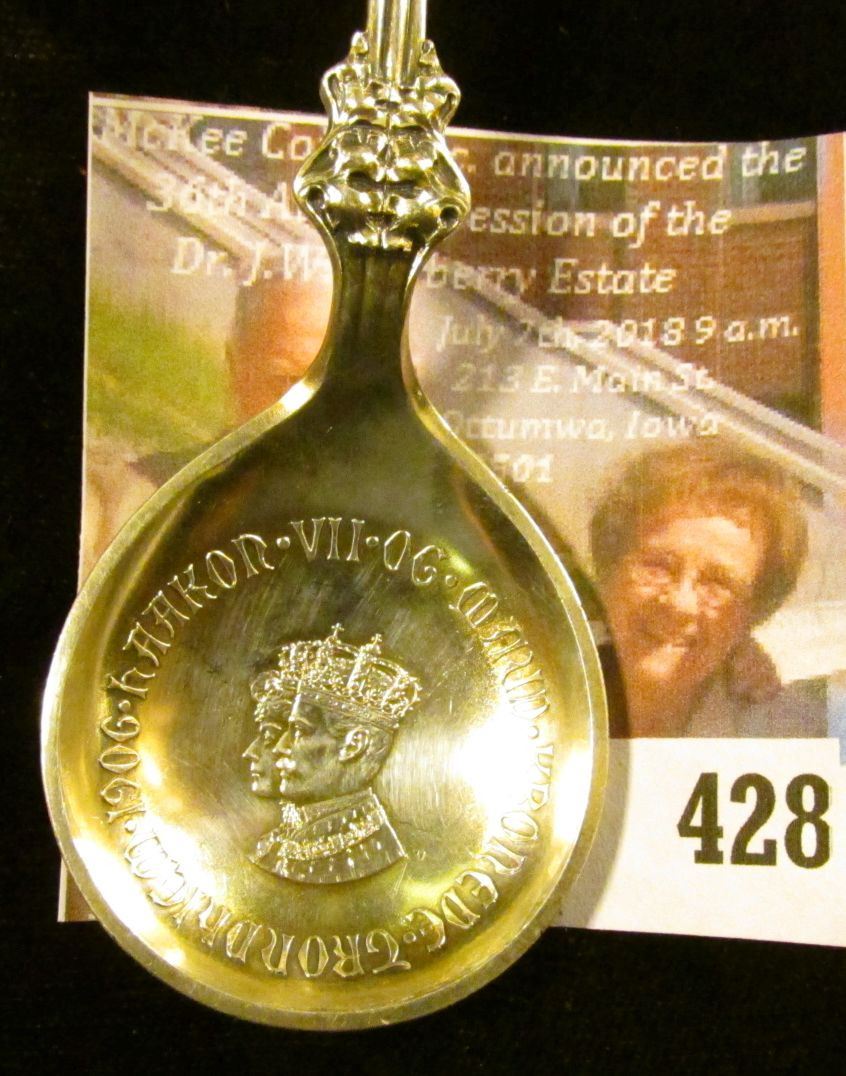 McKee Co c. announced the
36th A ession of the
Dr. J. W berry Estate
July 7th, 2018 9 a.m.
213 E. Main St.
Ottumwa, Iowa
501
HAAKON · VII · OG · MAUD · KRONEDE · TRONDHJEM · 1906 ·
428